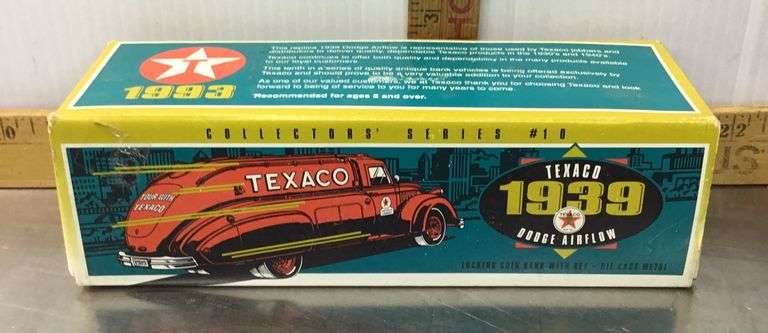 This replica 1939 Dodge Airflow is representative of those used by Texaco jobbers and
distributors to deliver quality, dependable Texaco products in the 1930's and 1940's.
Texaco continues to offer both quality and dependability in the many products available
to our loyal customers.
This tenth in a series of quality antique bank vehicles is being offered exclusively by
Texaco and should prove to be a very valuable addition to your collection.
As one of our valued customers, we at Texaco thank you for choosing Texaco and look
forward to being of service to you for many years to come.
Recommended for ages 8 and over.
T
1993
COLLECTORS' SERIES #10
TEXACO
TOUR WITH
TEXACO
TEXACO
1939
TEXACO
DODGE AIRFLOW
LOCKING COIN BANK WITH KEY - DIE CAST METAL
3
22